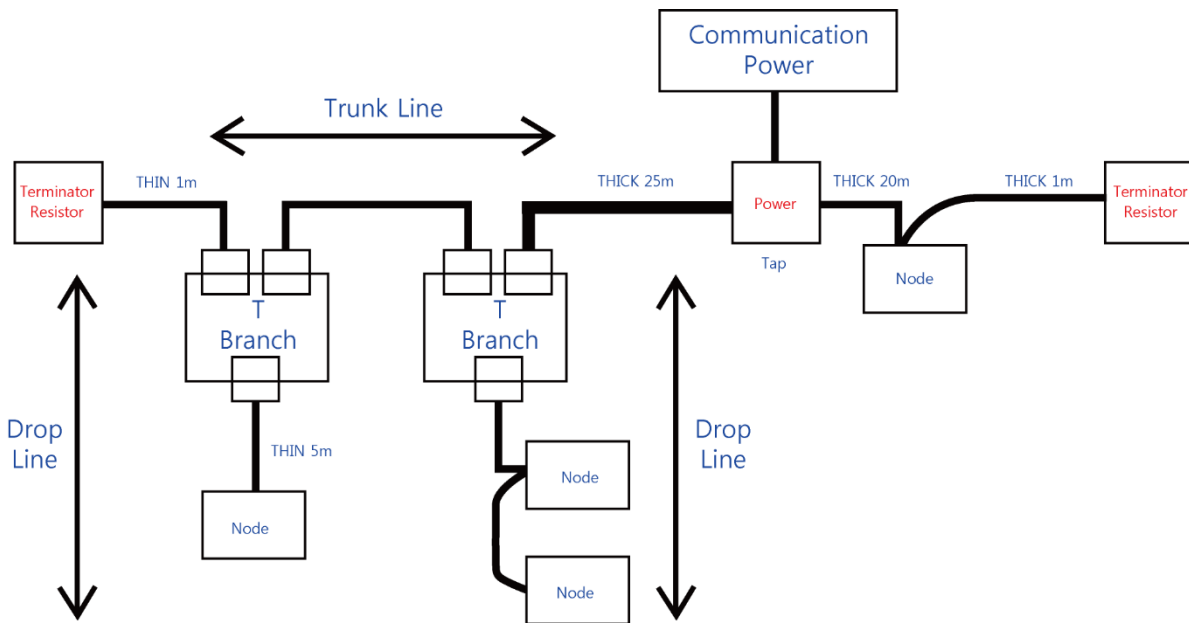 Communication
Power
Trunk Line
Terminator
Resistor
THIN 1m
THICK 25m
Power
THICK 20m
THICK 1m
Terminator
Resistor
Tap
Node
T
Branch
T
Branch
Drop
Line
THIN 5m
Drop
Line
Node
Node
Node